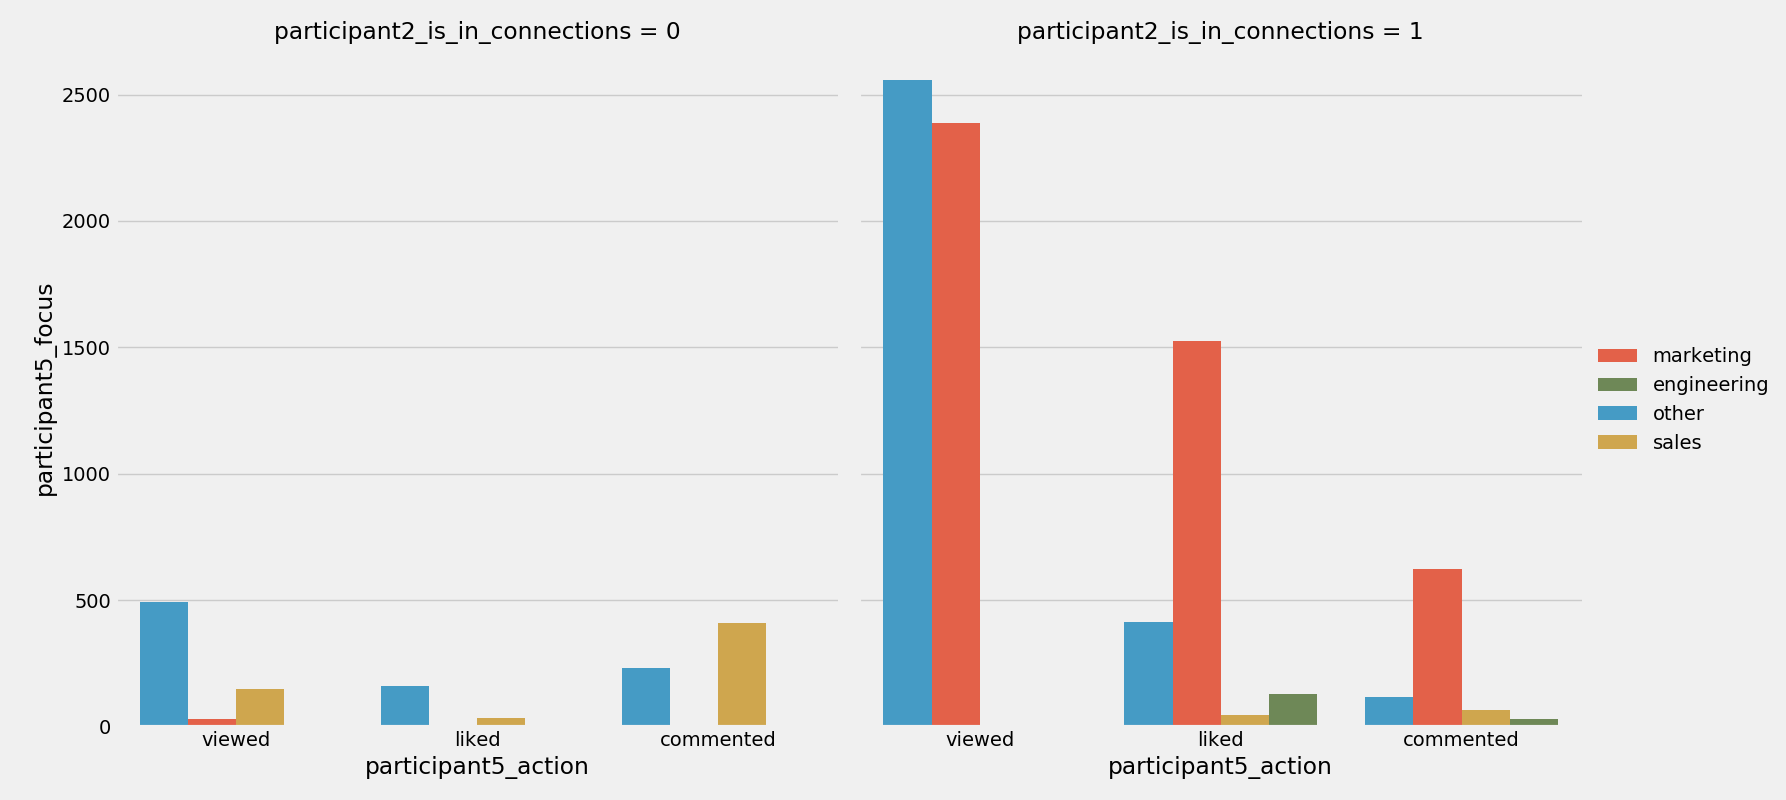 participant2_is_in_connections = 0
participant2_is_in_connections = 1
participant5_focus
2500
2000
1500
1000
500
0
viewed
liked
commented
viewed
liked
commented
participant5_action
participant5_action
marketing
engineering
other
sales